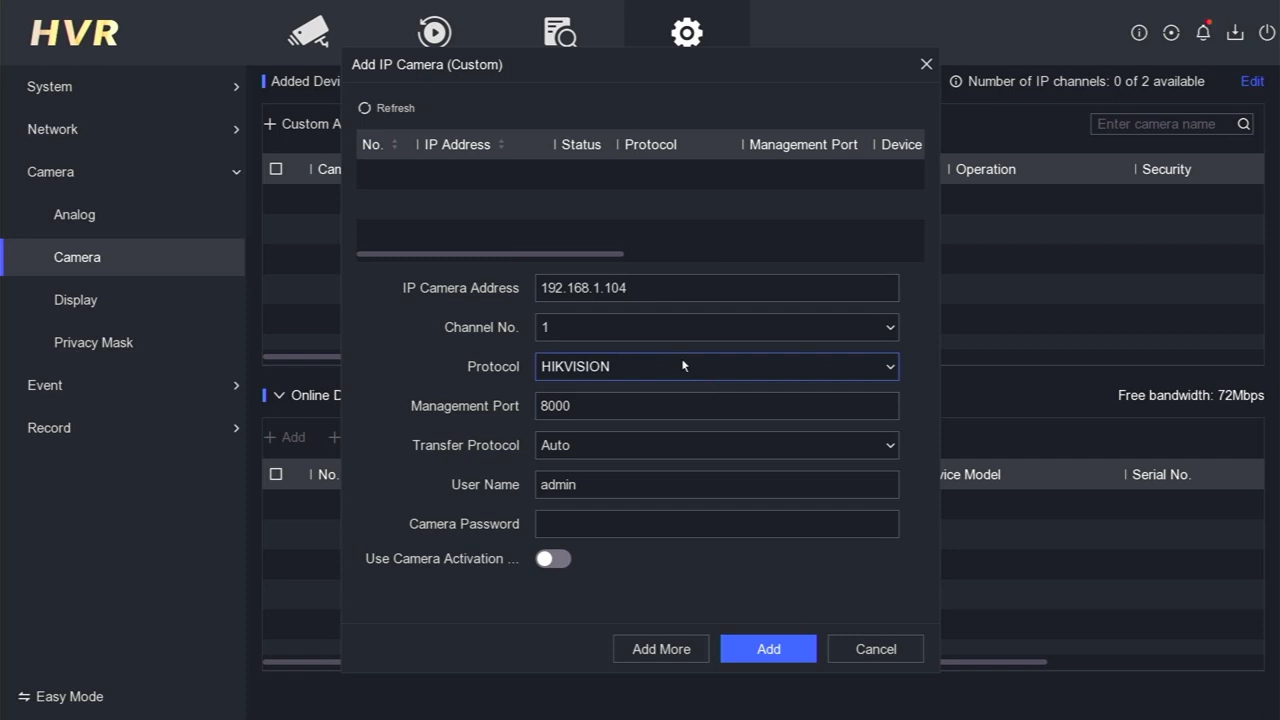 HVR
Add IP Camera (Custom)
System
Network
Camera
Analog
Camera
Display
Privacy Mask
Event
Record
Easy Mode
Added Devi
Number of IP channels: 0 of 2 available
Edit
Custom A
Enter camera name
Can
Operation
Security
Refresh
No.
IP Address
Status
Protocol
Management Port
Device
IP Camera Address
192.168.1.104
Channel No.
1
Protocol
HIKVISION
Management Port
8000
Transfer Protocol
Auto
User Name
admin
Camera Password
Use Camera Activation ...
Add More
Add
Cancel
Online D
Free bandwidth: 72Mbps
+ Add
No.
vice Model
Serial No.